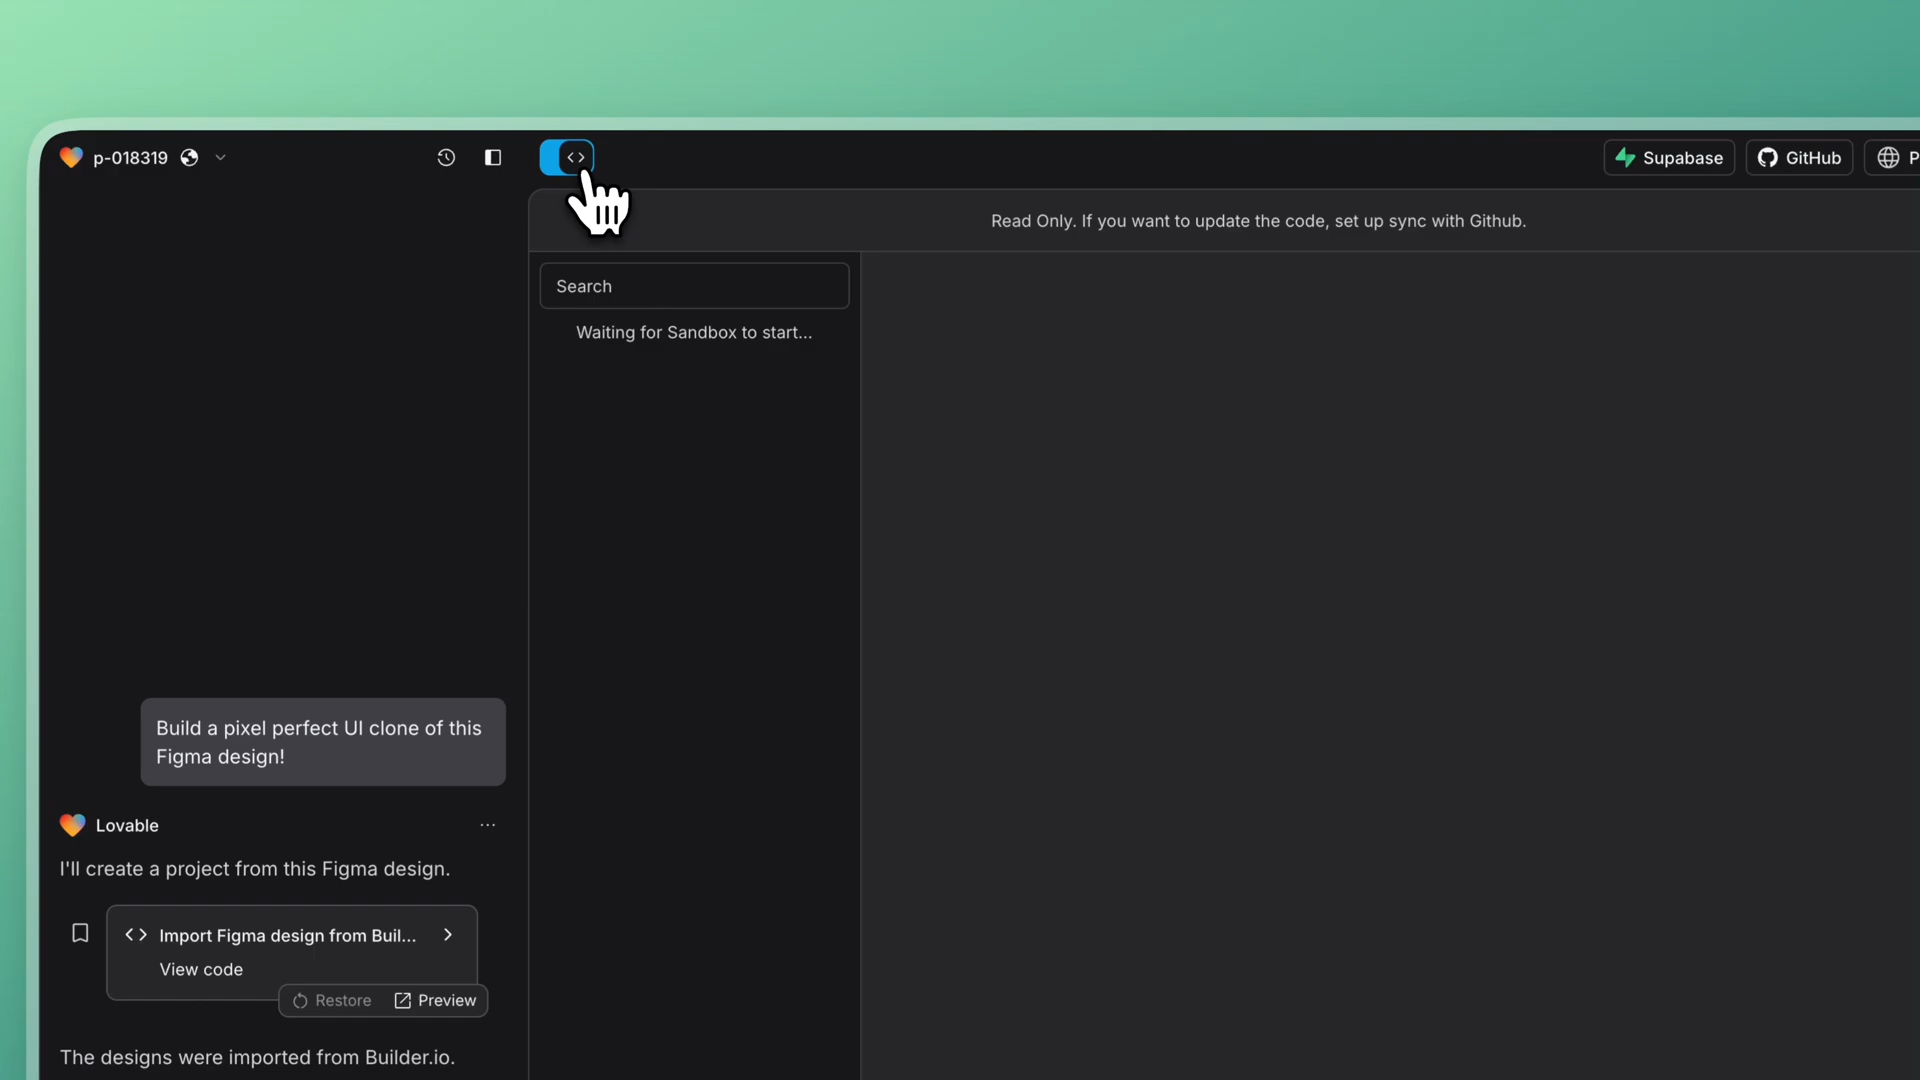 p-018319
Supabase
GitHub
Read Only. If you want to update the code, set up sync with Github.
Search
Waiting for Sandbox to start...
Build a pixel perfect UI clone of this
Figma design!
Lovable
I'll create a project from this Figma design.
Import Figma design from Buil...
View code
Restore
Preview
The designs were imported from Builder.io.